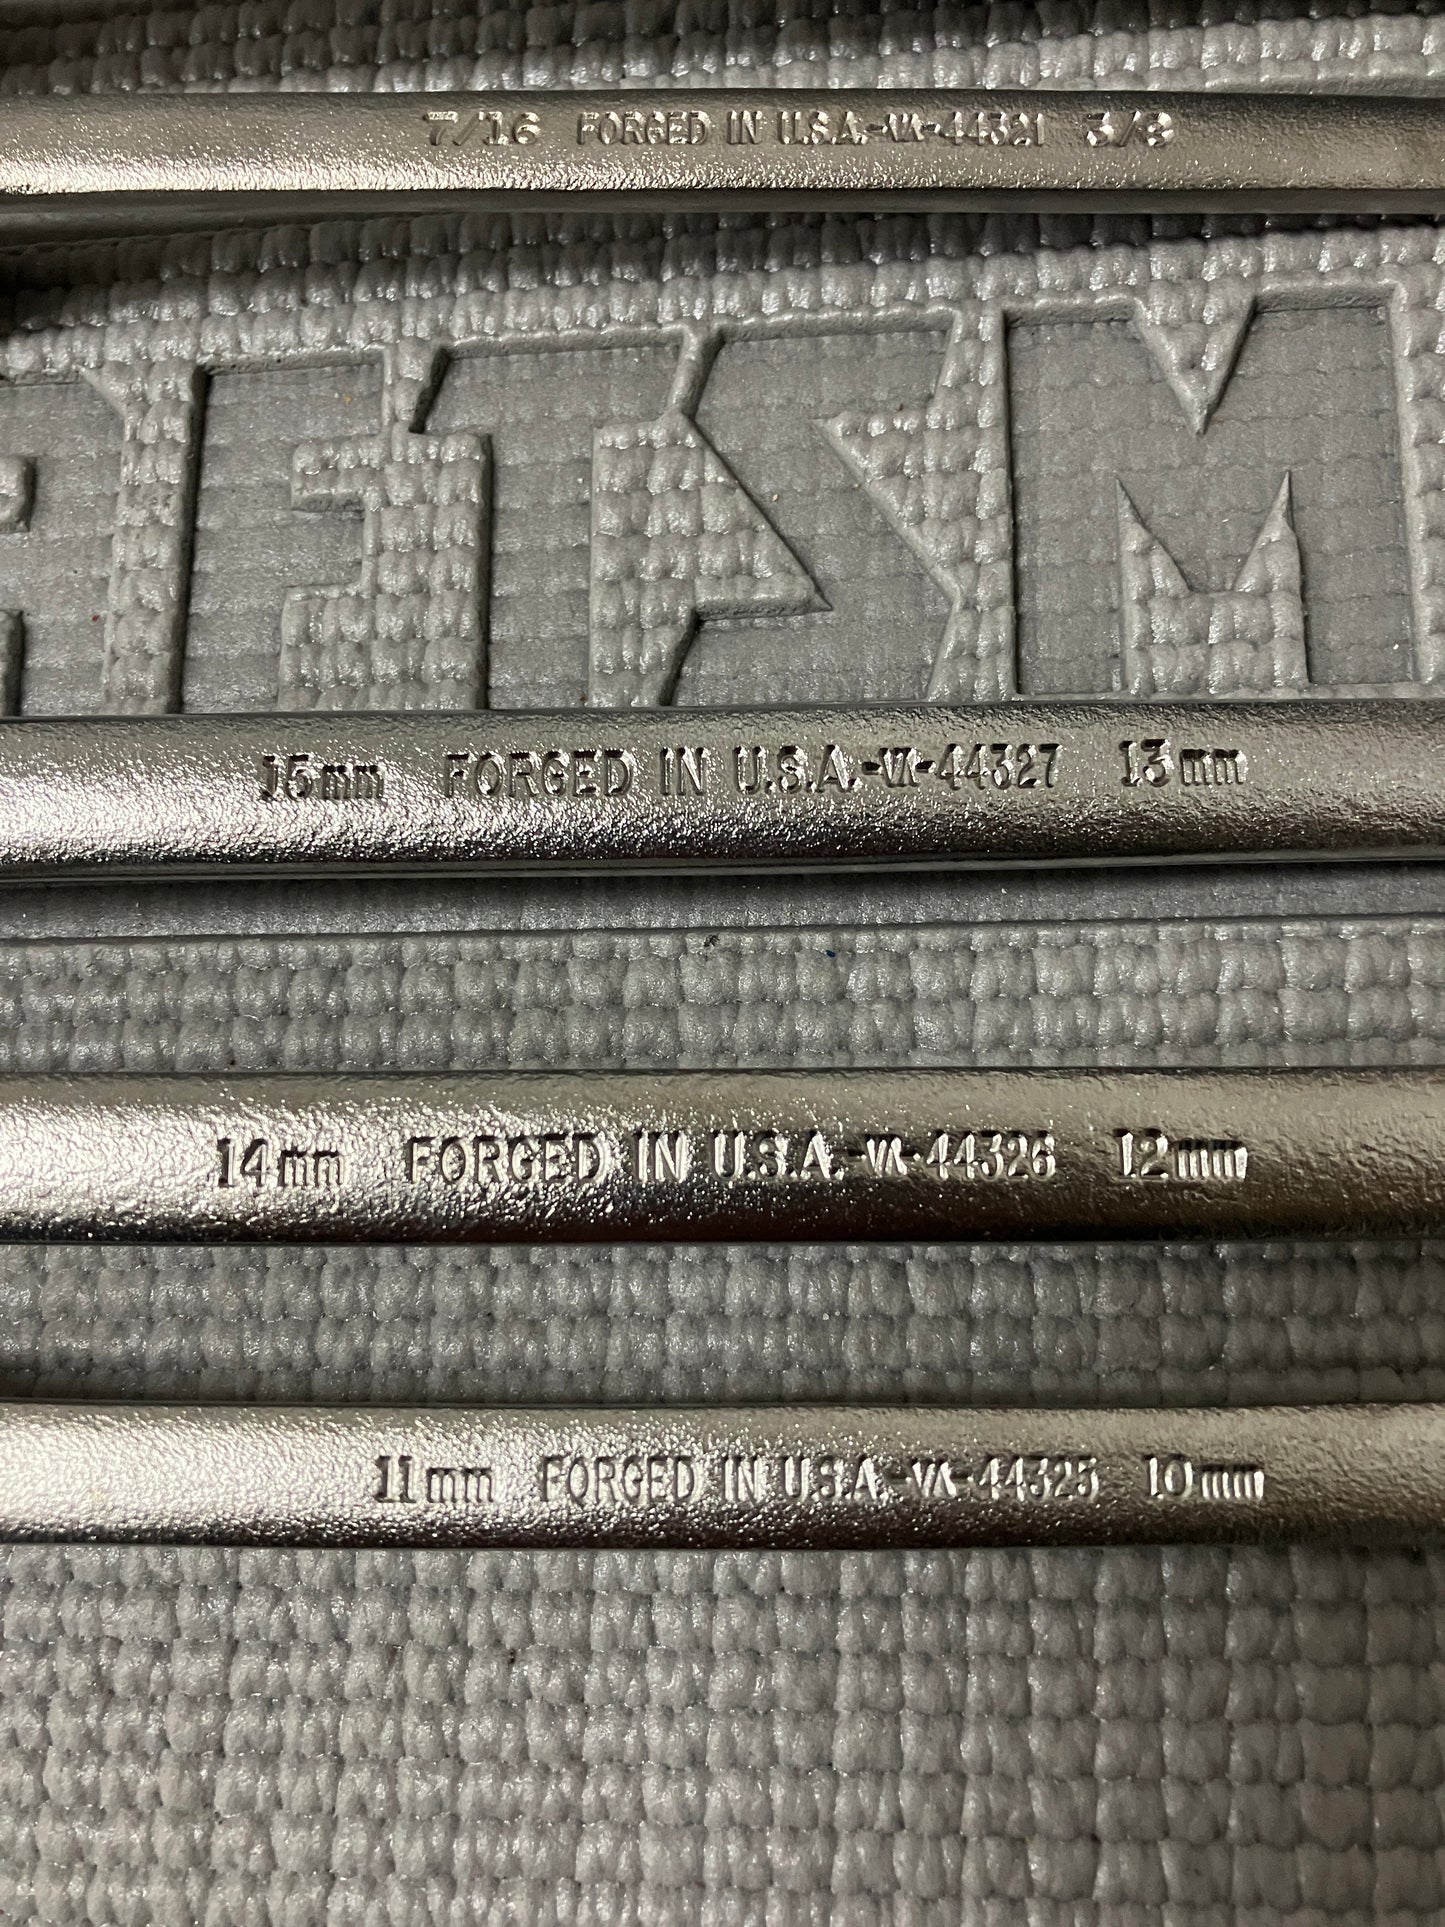 7/16 FORGED IN U.S.A.-VA-44321 3/8
15mm FORGED IN U.S.A.-VA-44327 13mm
14mm FORGED IN U.S.A.-VA-44326 12mm
11mm FORGED IN U.S.A.-VA-44325 10mm